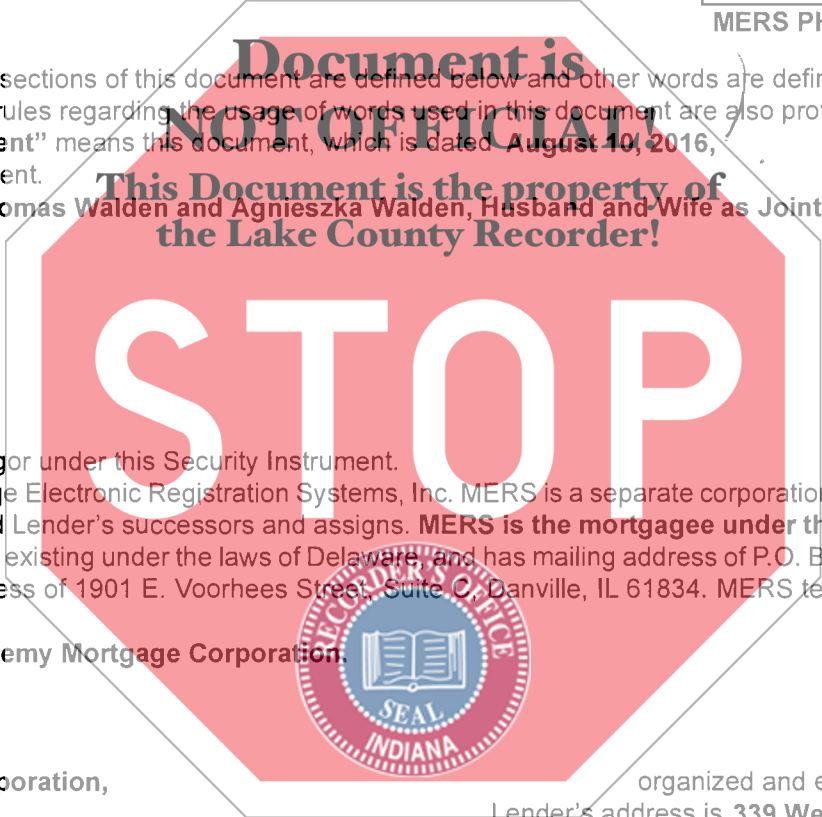 MERS PH
Document is
sections of this document are defined below and other words are defin
rules regarding the usage of words used in this document are also prov
NOT OFFICIAL!
ent” means this document, which is dated August 10, 2016,
ent.
This Document is the property of
omas Walden and Agnieszka Walden, Husband and Wife as Joint
the Lake County Recorder!
STOP
gor under this Security Instrument.
e Electronic Registration Systems, Inc. MERS is a separate corporation
d Lender’s successors and assigns. MERS is the mortgagee under th
existing under the laws of Delaware, and has mailing address of P.O. B
ess of 1901 E. Voorhees Street, Suite C, Danville, IL 61834. MERS te
RECORDER'S OFFICE
emy Mortgage Corporation.
SEAL
INDIANA
poration,
organized and e
Lender’s address is 339 We